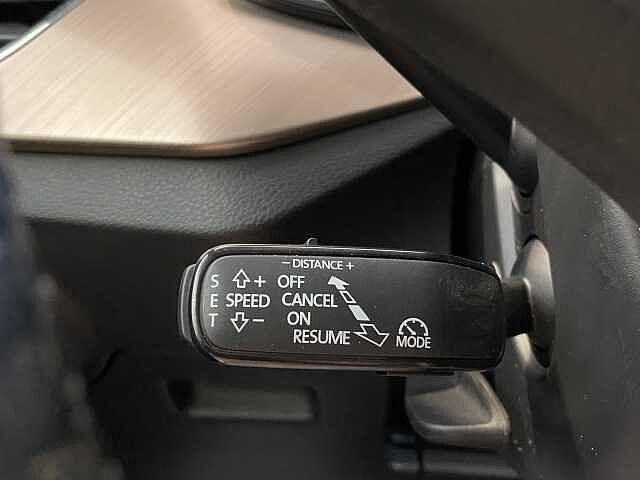 − DISTANCE +
S + OFF
E SPEED CANCEL
T − ON
RESUME MODE